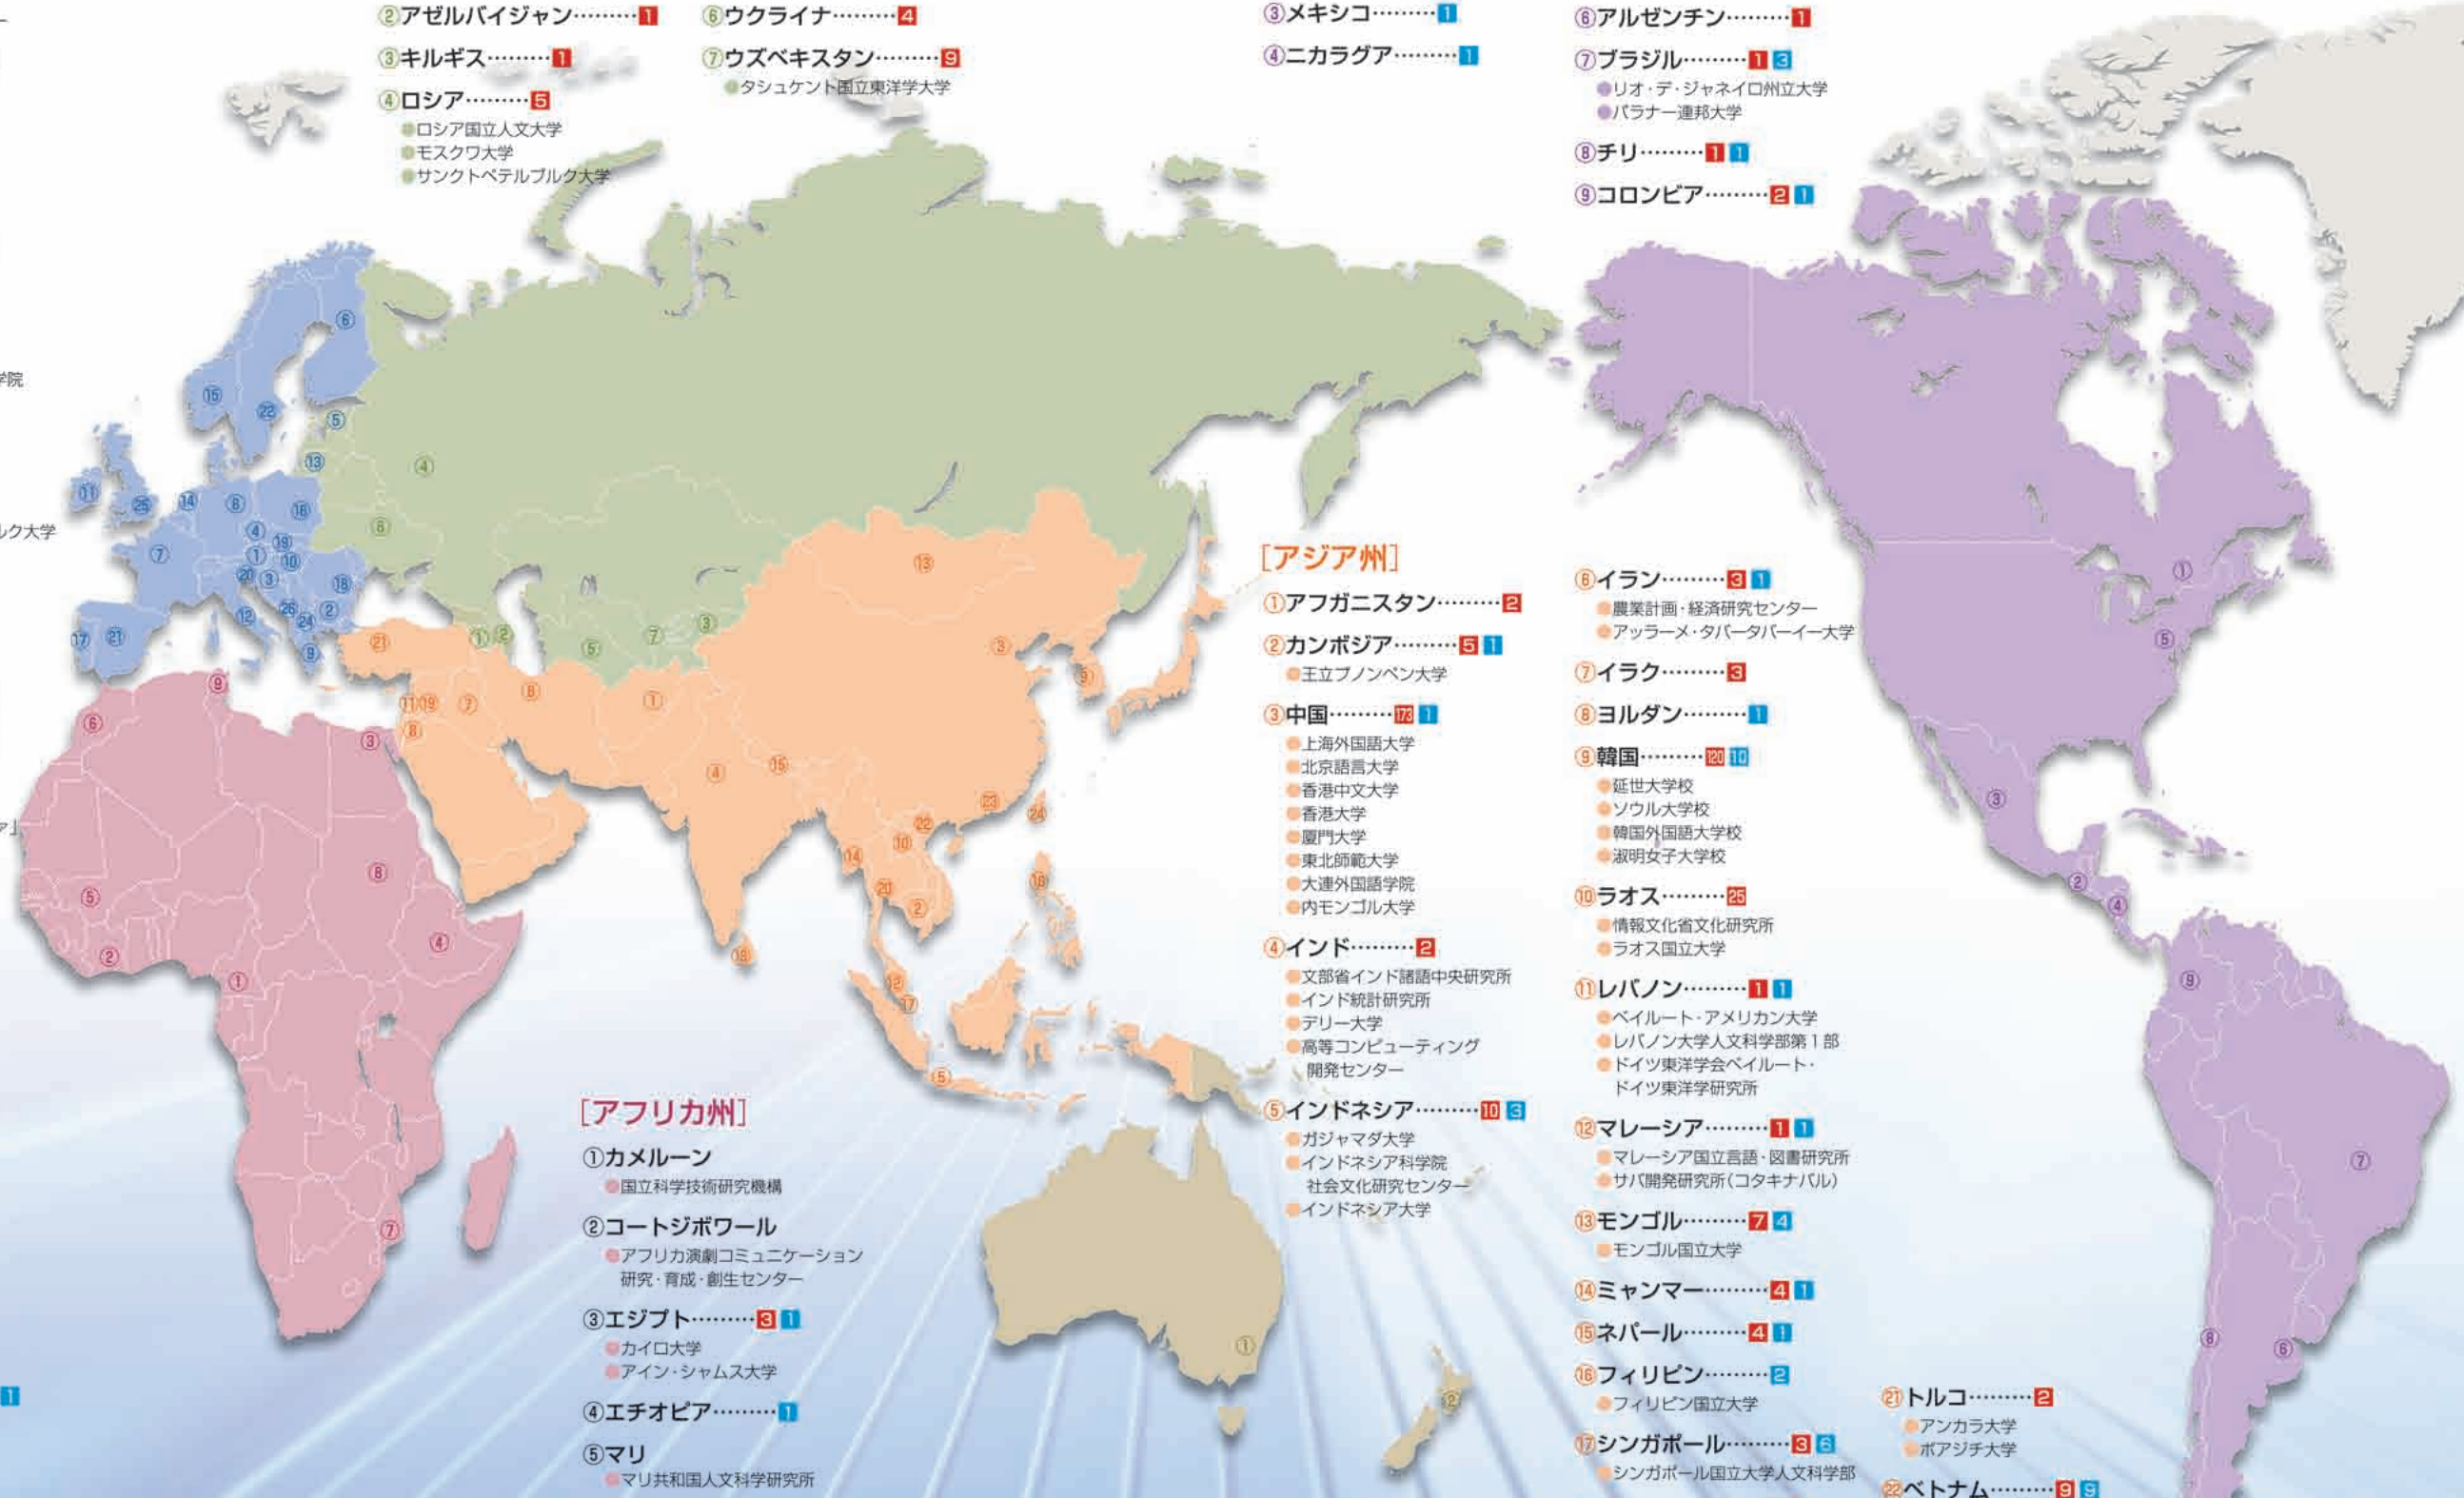 ②アゼルバイジャン………1
③キルギス………1
④ロシア………5
ロシア国立人文大学
モスクワ大学
サンクトペテルブルク大学
⑥ウクライナ………4
⑦ウズベキスタン………9
タシュケント国立東洋学大学
③メキシコ………1
④ニカラグア………1
⑥アルゼンチン………1
⑦ブラジル………1 3
リオ・デ・ジャネイロ州立大学
パラナー連邦大学
⑧チリ………1 1
⑨コロンビア………2 1
学院
ルク大学
ァ」
1
[アフリカ州]
①カメルーン
国立科学技術研究機構
②コートジボワール
アフリカ演劇コミュニケーション
研究・育成・創生センター
③エジプト………3 1
カイロ大学
アイン・シャムス大学
④エチオピア………1
⑤マリ
マリ共和国人文科学研究所
[アジア州]
①アフガニスタン………2
②カンボジア………5 1
王立プノンペン大学
③中国………173 1
上海外国語大学
北京語言大学
香港中文大学
香港大学
厦門大学
東北師範大学
大連外国語学院
内モンゴル大学
④インド………2
文部省インド諸語中央研究所
インド統計研究所
デリー大学
高等コンピューティング
開発センター
⑤インドネシア………10 3
ガジャマダ大学
インドネシア科学院
社会文化研究センター
インドネシア大学
⑥イラン………3 1
農業計画・経済研究センター
アッラーメ・タバータバーイー大学
⑦イラク………3
⑧ヨルダン………1
⑨韓国………120 10
延世大学校
ソウル大学校
韓国外国語大学校
淑明女子大学校
⑩ラオス………25
情報文化省文化研究所
ラオス国立大学
⑪レバノン………1 1
ベイルート・アメリカン大学
レバノン大学人文科学部第1部
ドイツ東洋学会ベイルート・
ドイツ東洋学研究所
⑫マレーシア………1 1
マレーシア国立言語・図書研究所
サバ開発研究所(コタキナバル)
⑬モンゴル………7 4
モンゴル国立大学
⑭ミャンマー………4 1
⑮ネパール………4 1
⑯フィリピン………2
フィリピン国立大学
⑰シンガポール………3 6
シンガポール国立大学人文科学部
㉑トルコ………2
アンカラ大学
ボアジチ大学
㉒ベトナム………9 9